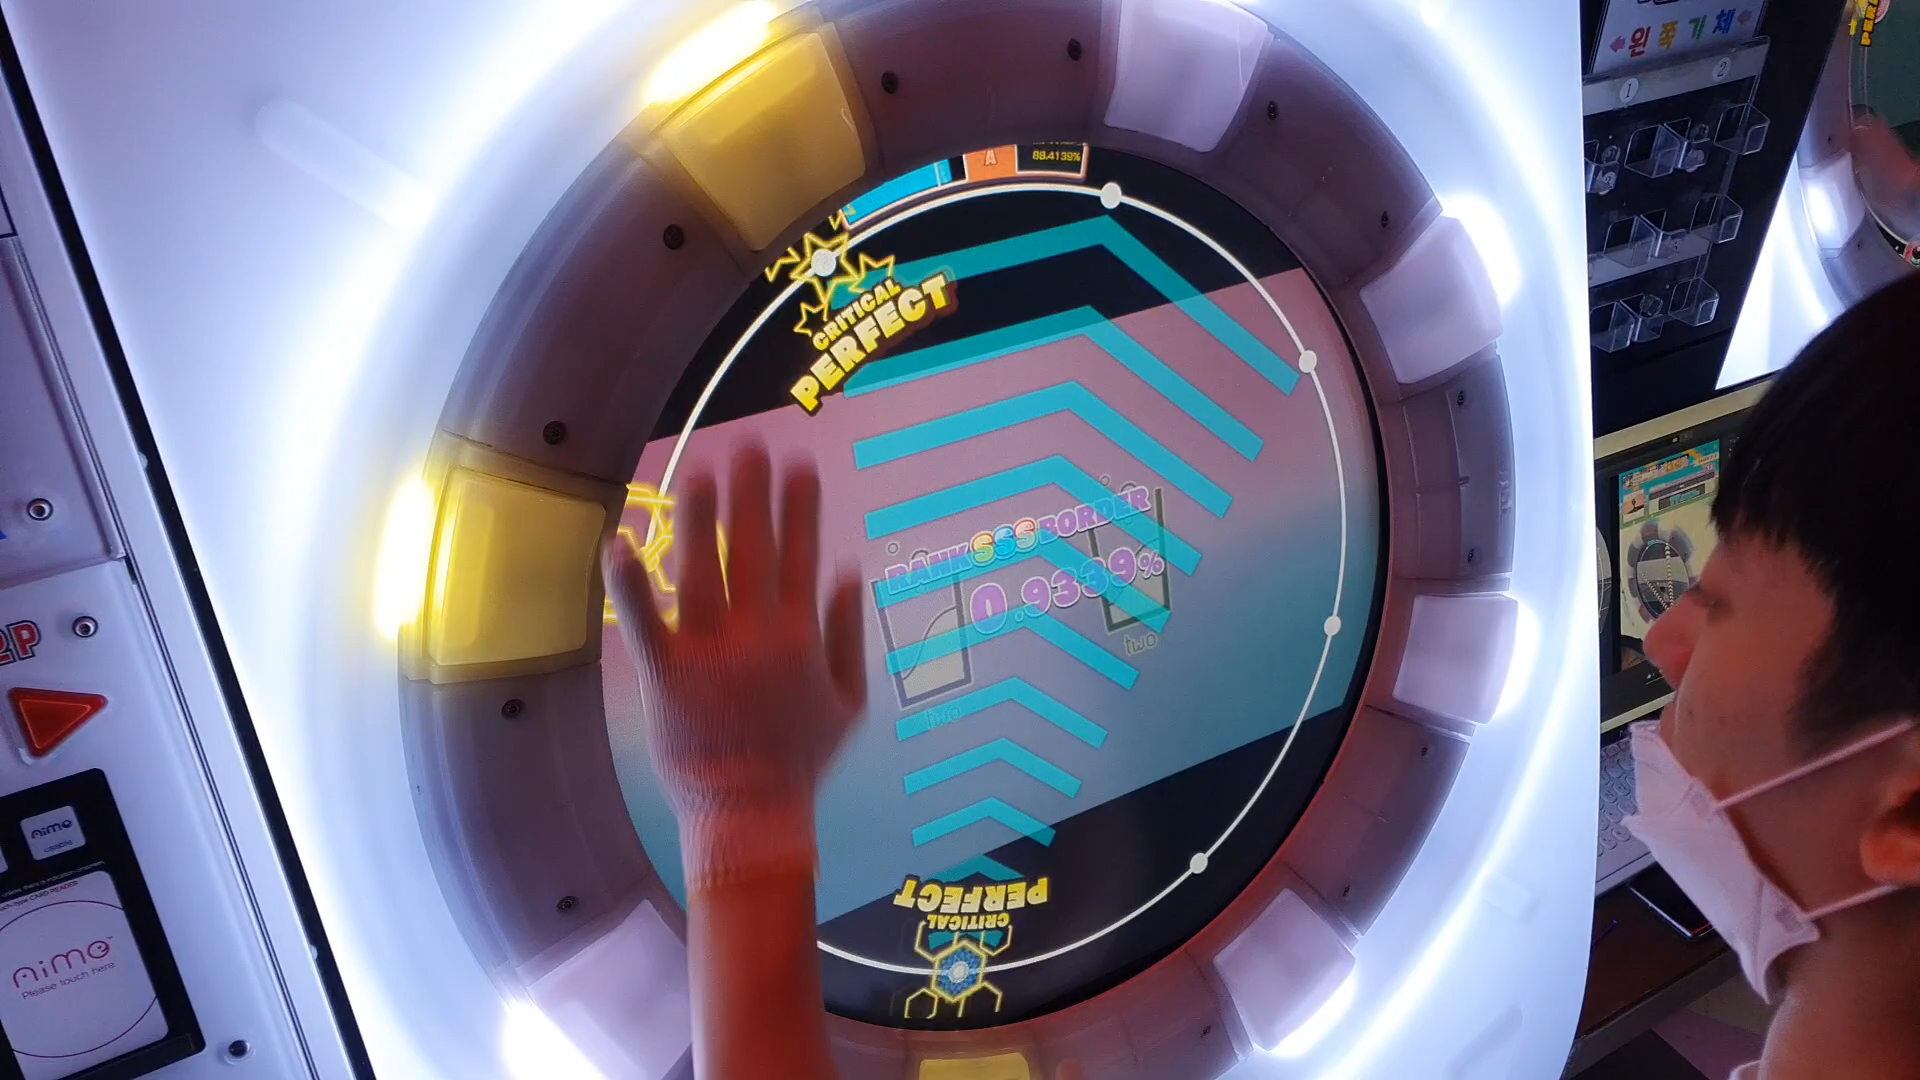 왼쪽기체
1
2
A
88.4139%
CRITICAL
PERFECT
RANK SSS BORDER
0.9339%
two
two
CRITICAL
PERFECT
2P
Aime
Aime
Please touch here